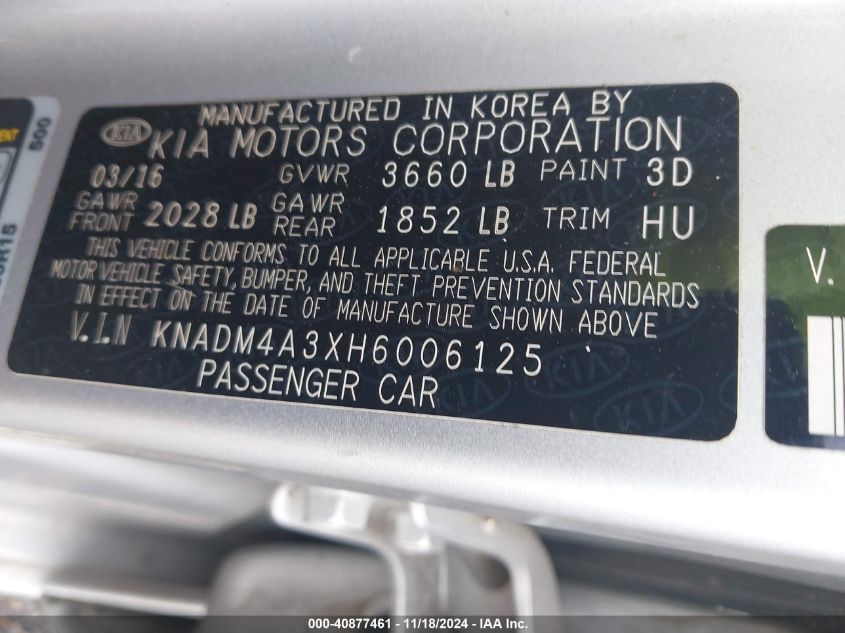 MANUFACTURED IN KOREA BY
KIA KIA MOTORS CORPORATION
03/16 GVWR 3660 LB PAINT 3D
GAWR FRONT 2028 LB GAWR REAR 1852 LB TRIM HU
THIS VEHICLE CONFORMS TO ALL APPLICABLE U.S.A. FEDERAL
MOTOR VEHICLE SAFETY, BUMPER, AND THEFT PREVENTION STANDARDS
IN EFFECT ON THE DATE OF MANUFACTURE SHOWN ABOVE
V.I.N KNADM4A3XH6006125
PASSENGER CAR
500
V.
000-40877461 - 11/18/2024 - IAA Inc.